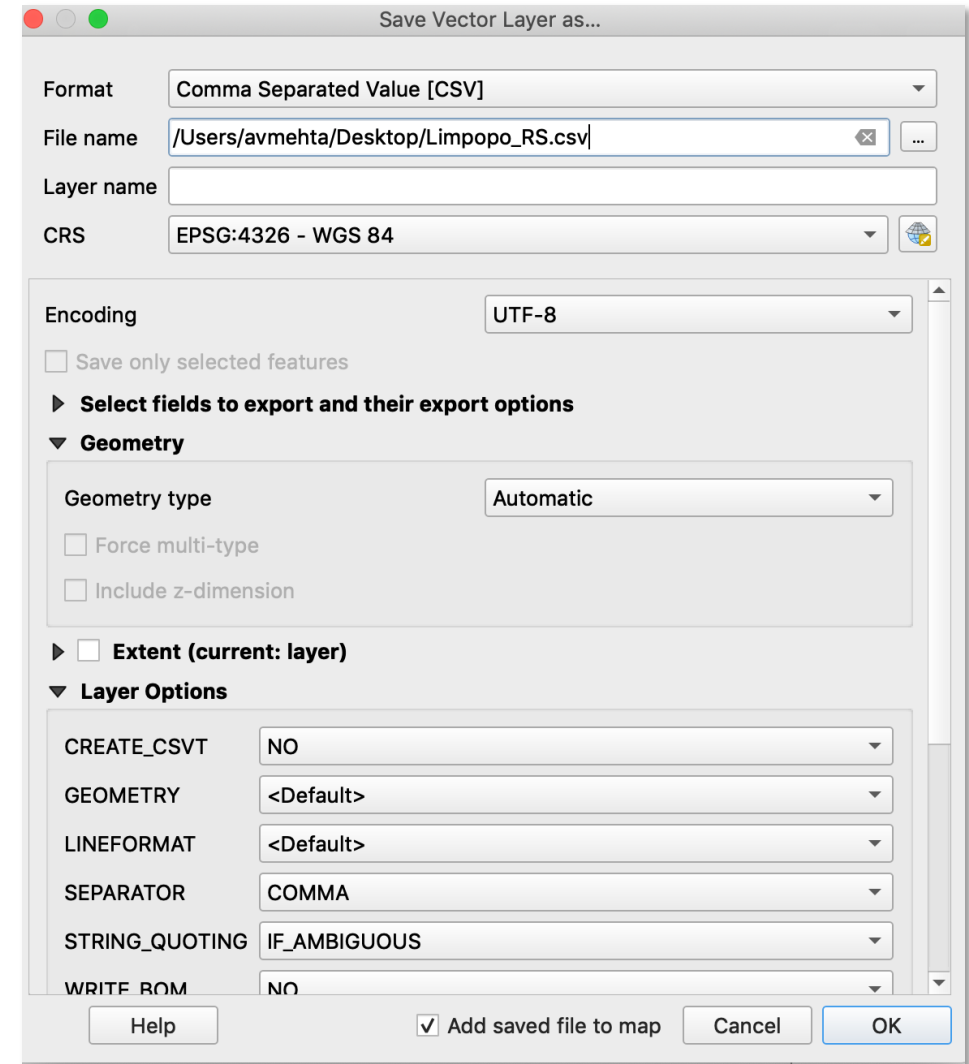 Save Vector Layer as...
Format Comma Separated Value [CSV]
File name /Users/avmehta/Desktop/Limpopo_RS.csv ...
Layer name
CRS EPSG:4326 - WGS 84
Encoding UTF-8
Save only selected features
Select fields to export and their export options
Geometry
Geometry type Automatic
Force multi-type
Include z-dimension
Extent (current: layer)
Layer Options
CREATE_CSVT NO
GEOMETRY <Default>
LINEFORMAT <Default>
SEPARATOR COMMA
STRING_QUOTING IF_AMBIGUOUS
WRITE_BOM NO
Help Add saved file to map Cancel OK